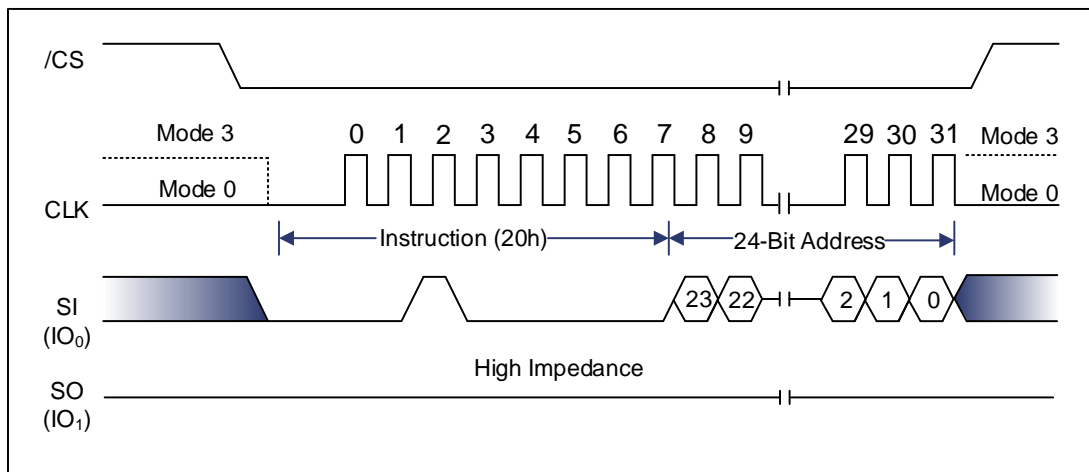 /CS
Mode 3
0 1 2 3 4 5 6 7 8 9 29 30 31
Mode 3
Mode 0
Mode 0
CLK
Instruction (20h)
24-Bit Address
SI
(IO₀)
23 22 2 1 0
High Impedance
SO
(IO₁)